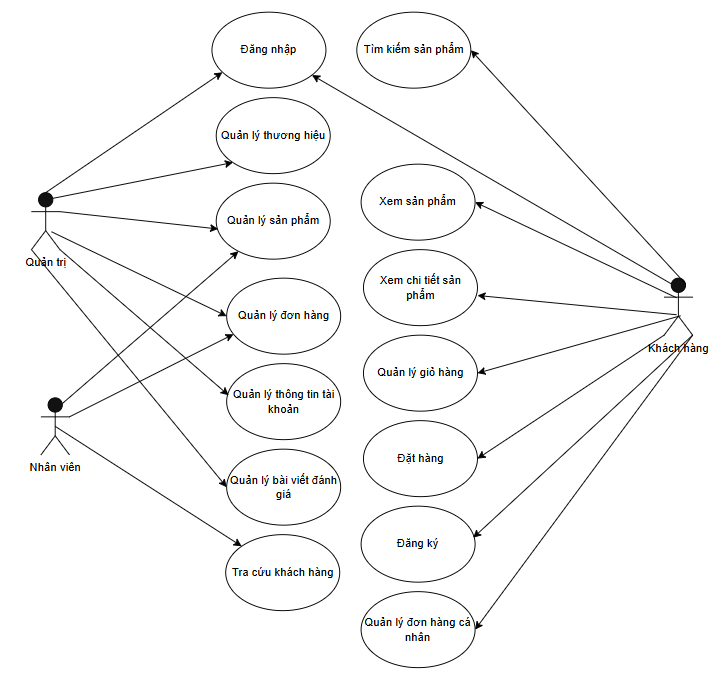 Đăng nhập
Tìm kiếm sản phẩm
Quản lý thương hiệu
Xem sản phẩm
Quản lý sản phẩm
Quản trị
Xem chi tiết sản
phẩm
Quản lý đơn hàng
Khách hàng
Quản lý giỏ hàng
Quản lý thông tin tài
khoản
Nhân viên
Đặt hàng
Quản lý bài viết đánh
giá
Đăng ký
Tra cứu khách hàng
Quản lý đơn hàng cá
nhân